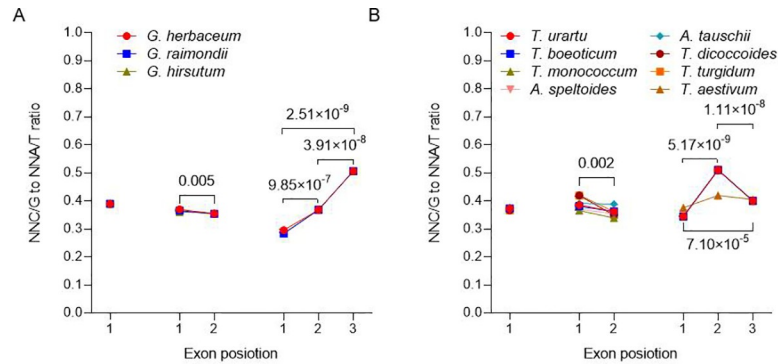 A
G. herbaceum
G. raimondii
G. hirsutum
NNC/G to NNA/T ratio
1.0
0.9
0.8
0.7
0.6
0.5
0.4
0.3
0.2
0.1
0.0
0.005
9.85×10⁻⁷
2.51×10⁻⁹
3.91×10⁻⁸
1 1 2 1 2 3
Exon posiotion
B
T. urartu
T. boeoticum
T. monococcum
A. speltoides
A. tauschii
T. dicoccoides
T. turgidum
T. aestivum
NNC/G to NNA/T ratio
1.0
0.9
0.8
0.7
0.6
0.5
0.4
0.3
0.2
0.1
0.0
0.002
5.17×10⁻⁹
1.11×10⁻⁸
7.10×10⁻⁵
1 1 2 1 2 3
Exon posiotion